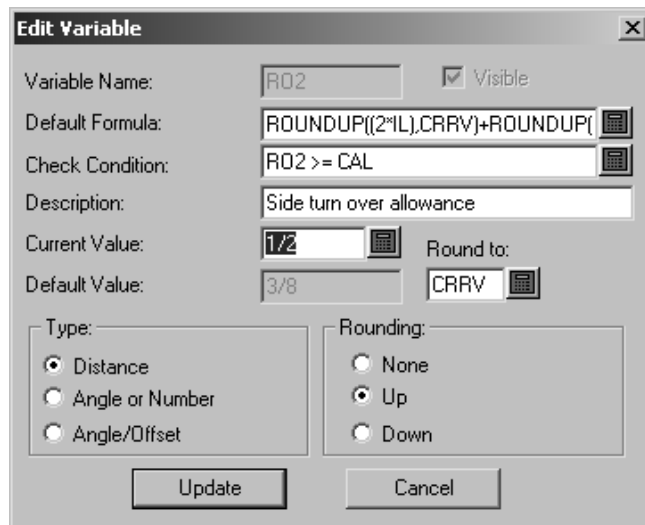 Edit Variable
Variable Name: RO2 Visible
Default Formula: ROUNDUP((2*IL),CRRV)+ROUNDUP(
Check Condition: RO2 >= CAL
Description: Side turn over allowance
Current Value: 1/2 Round to:
Default Value: 3/8 CRRV
Type: Rounding:
Distance None
Angle or Number Up
Angle/Offset Down
Update Cancel